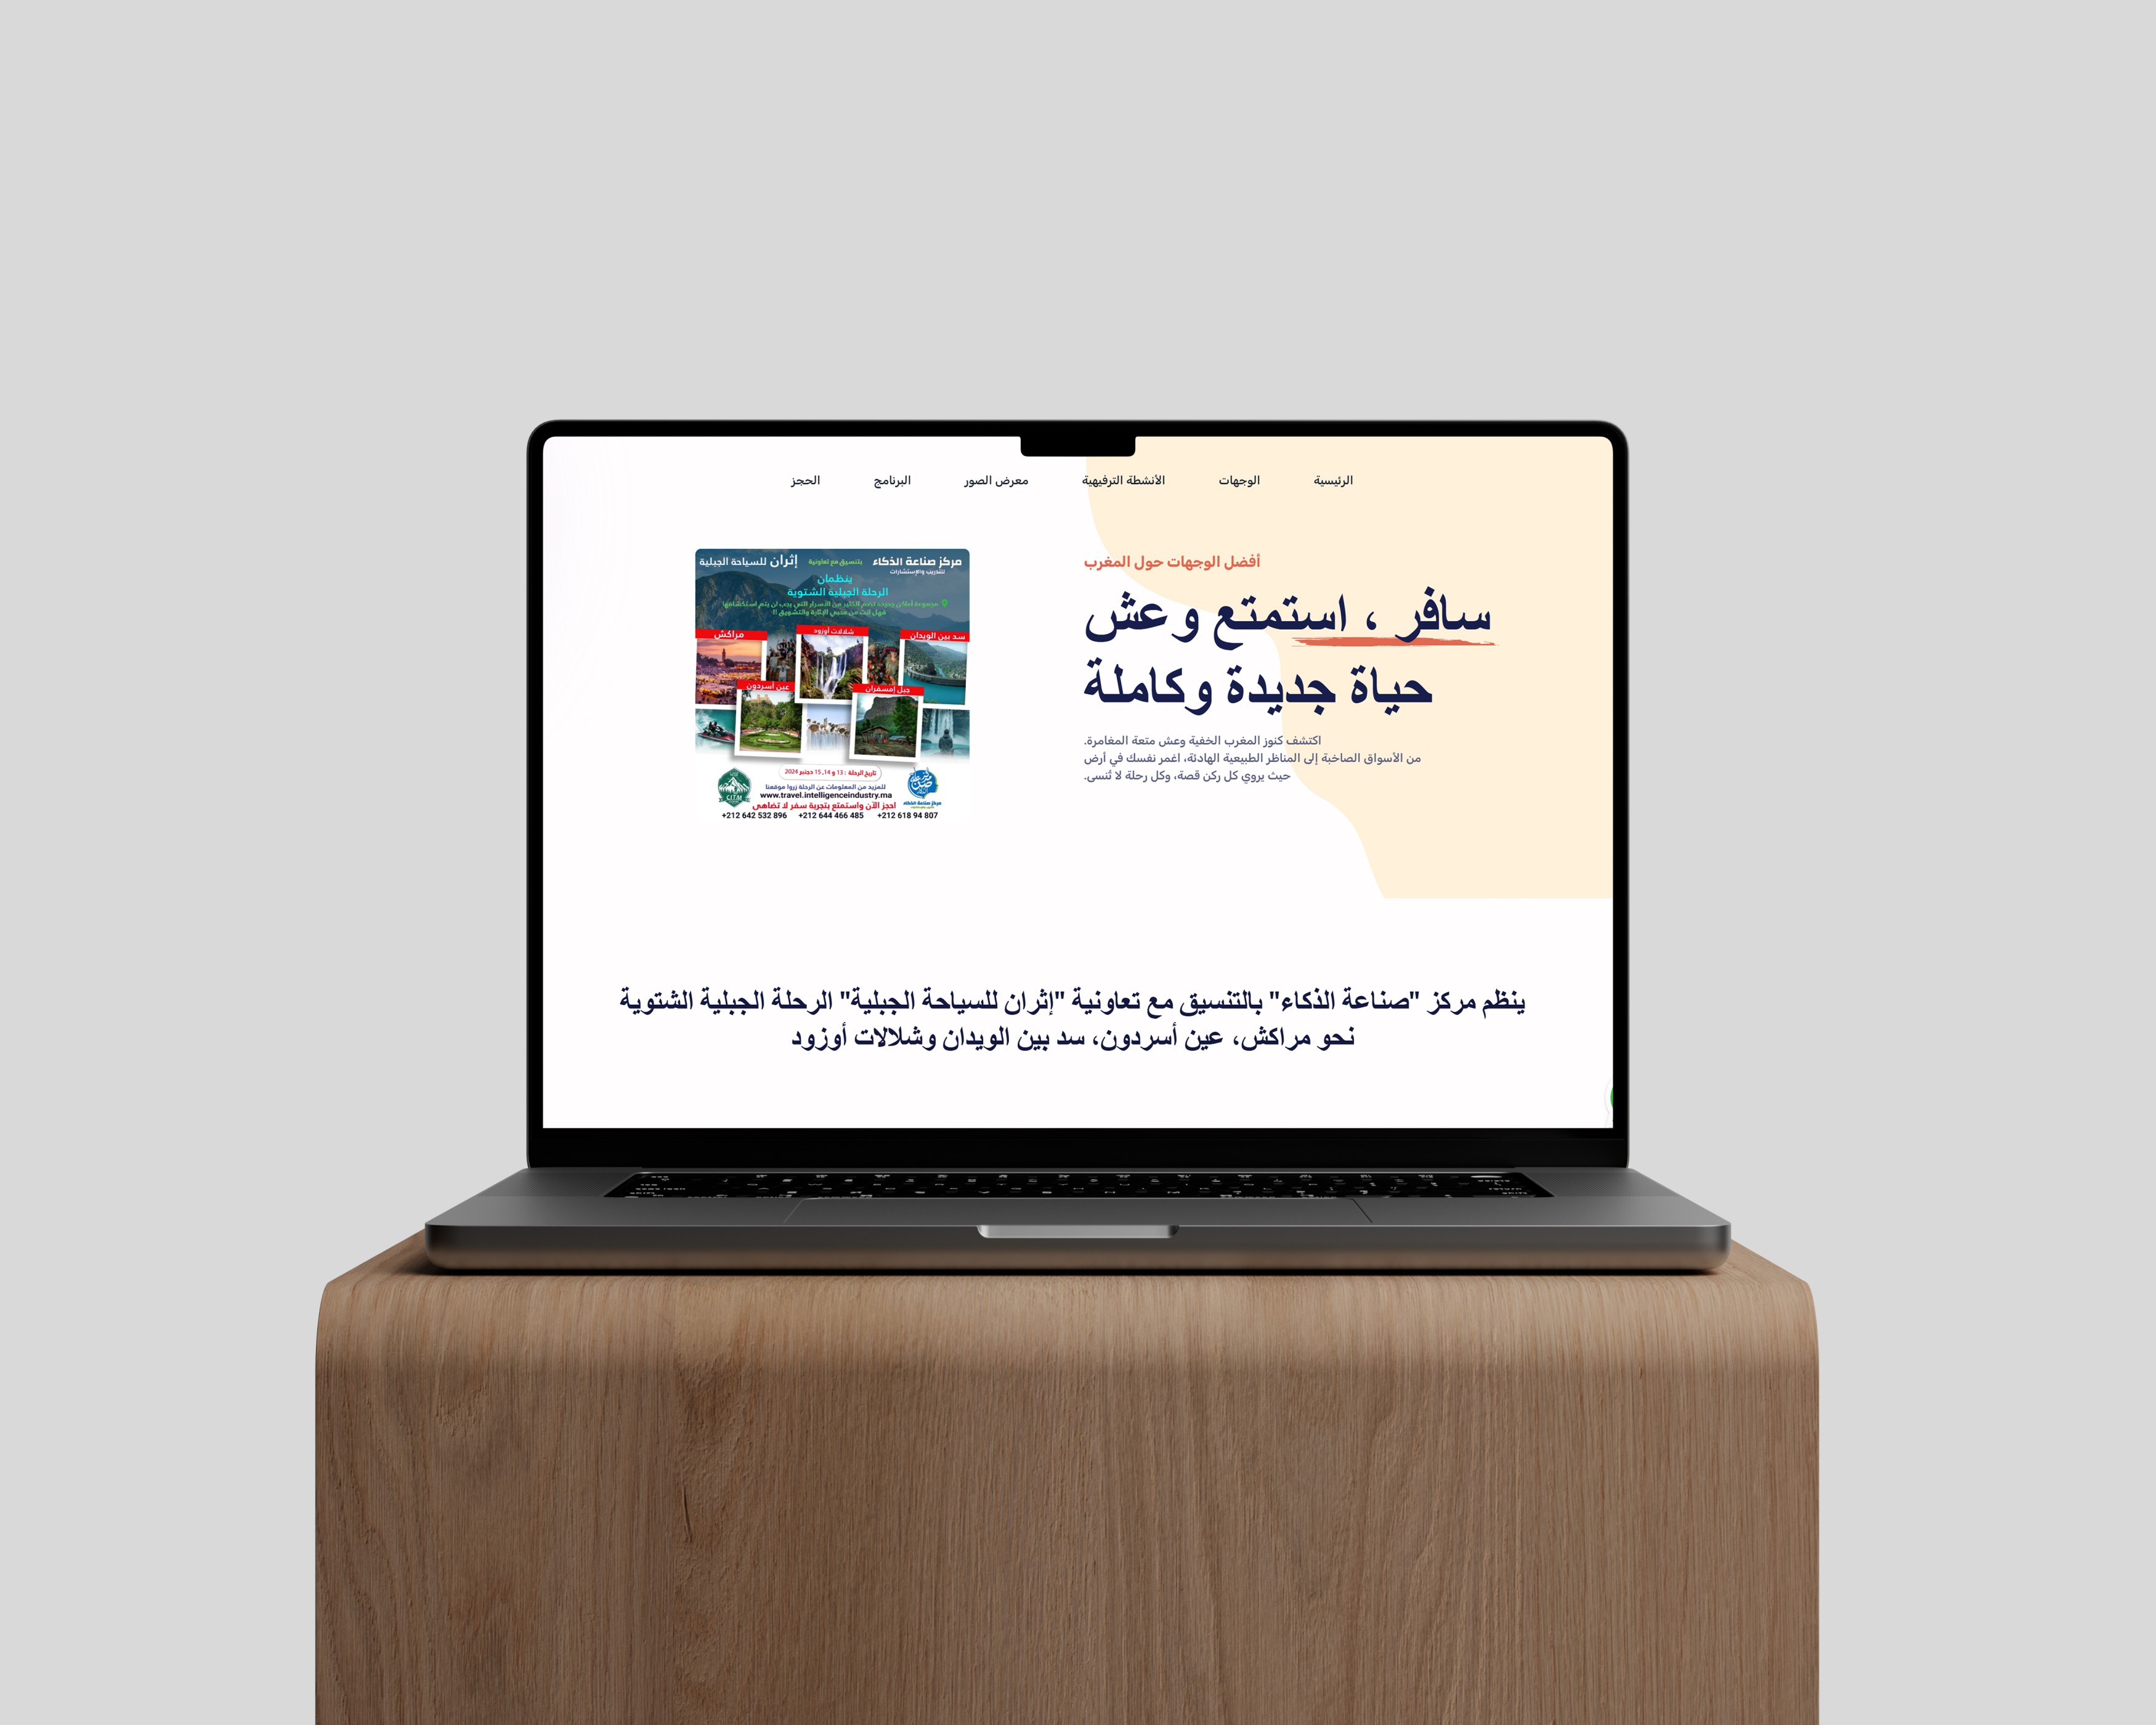 الرئيسية
الوجهات
الأنشطة الترفيهية
معرض الصور
البرنامج
الحجز
أفضل الوجهات حول المغرب
سافر ، استمتع وعش
حياة جديدة وكاملة
اكتشف كنوز المغرب الخفية وعش متعة المغامرة.
من الأسواق الصاخبة إلى المناظر الطبيعية الهادئة، اغمر نفسك في أرض
حيث يروي كل ركن قصة، وكل رحلة لا تُنسى.
مركز صناعة الذكاء بتنسيق مع تعاونية إثران للسياحة الجبلية
للتدريب والإستشارات
ينظمان
الرحلة الجبلية الشتوية
مراكش
شلالات أوزود
سد بين الويدان
عين أسردون
جبل إمسفران
تاريخ الرحلة : 13 و 14, 15 دجنبر 2024
للمزيد من المعلومات عن الرحلة زروا موقعنا
www.travel.intelligenceindustry.ma
احجز الآن واستمتع بتجربة سفر لا تضاهى
+212 642 532 896 +212 644 466 485 +212 618 94 807
CITM
مركز صناعة الذكاء
ينظم مركز "صناعة الذكاء" بالتنسيق مع تعاونية "إثران للسياحة الجبلية" الرحلة الجبلية الشتوية
نحو مراكش، عين أسردون، سد بين الويدان وشلالات أوزود